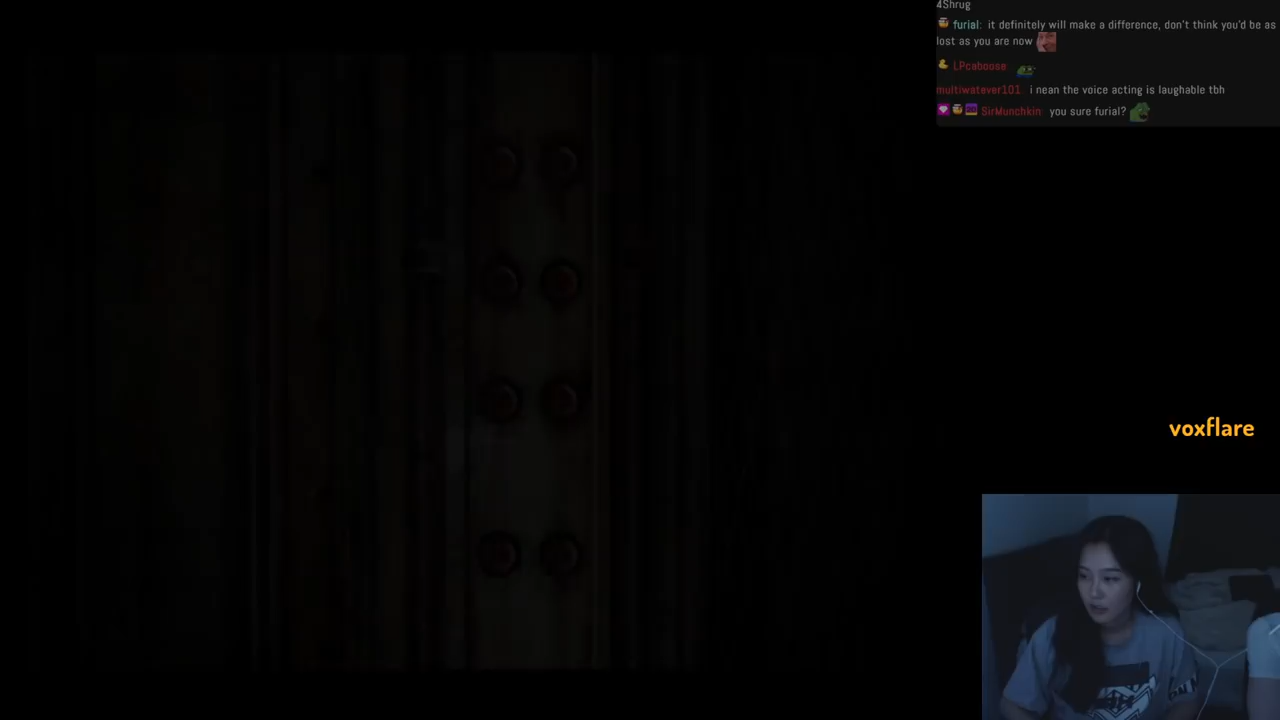 4Shrug
furial: it definitely will make a difference, don't think you'd be as
lost as you are now
LPcaboose
multiwatever101 i nean the voice acting is laughable tbh
SirMunchkin you sure furial?
voxflare